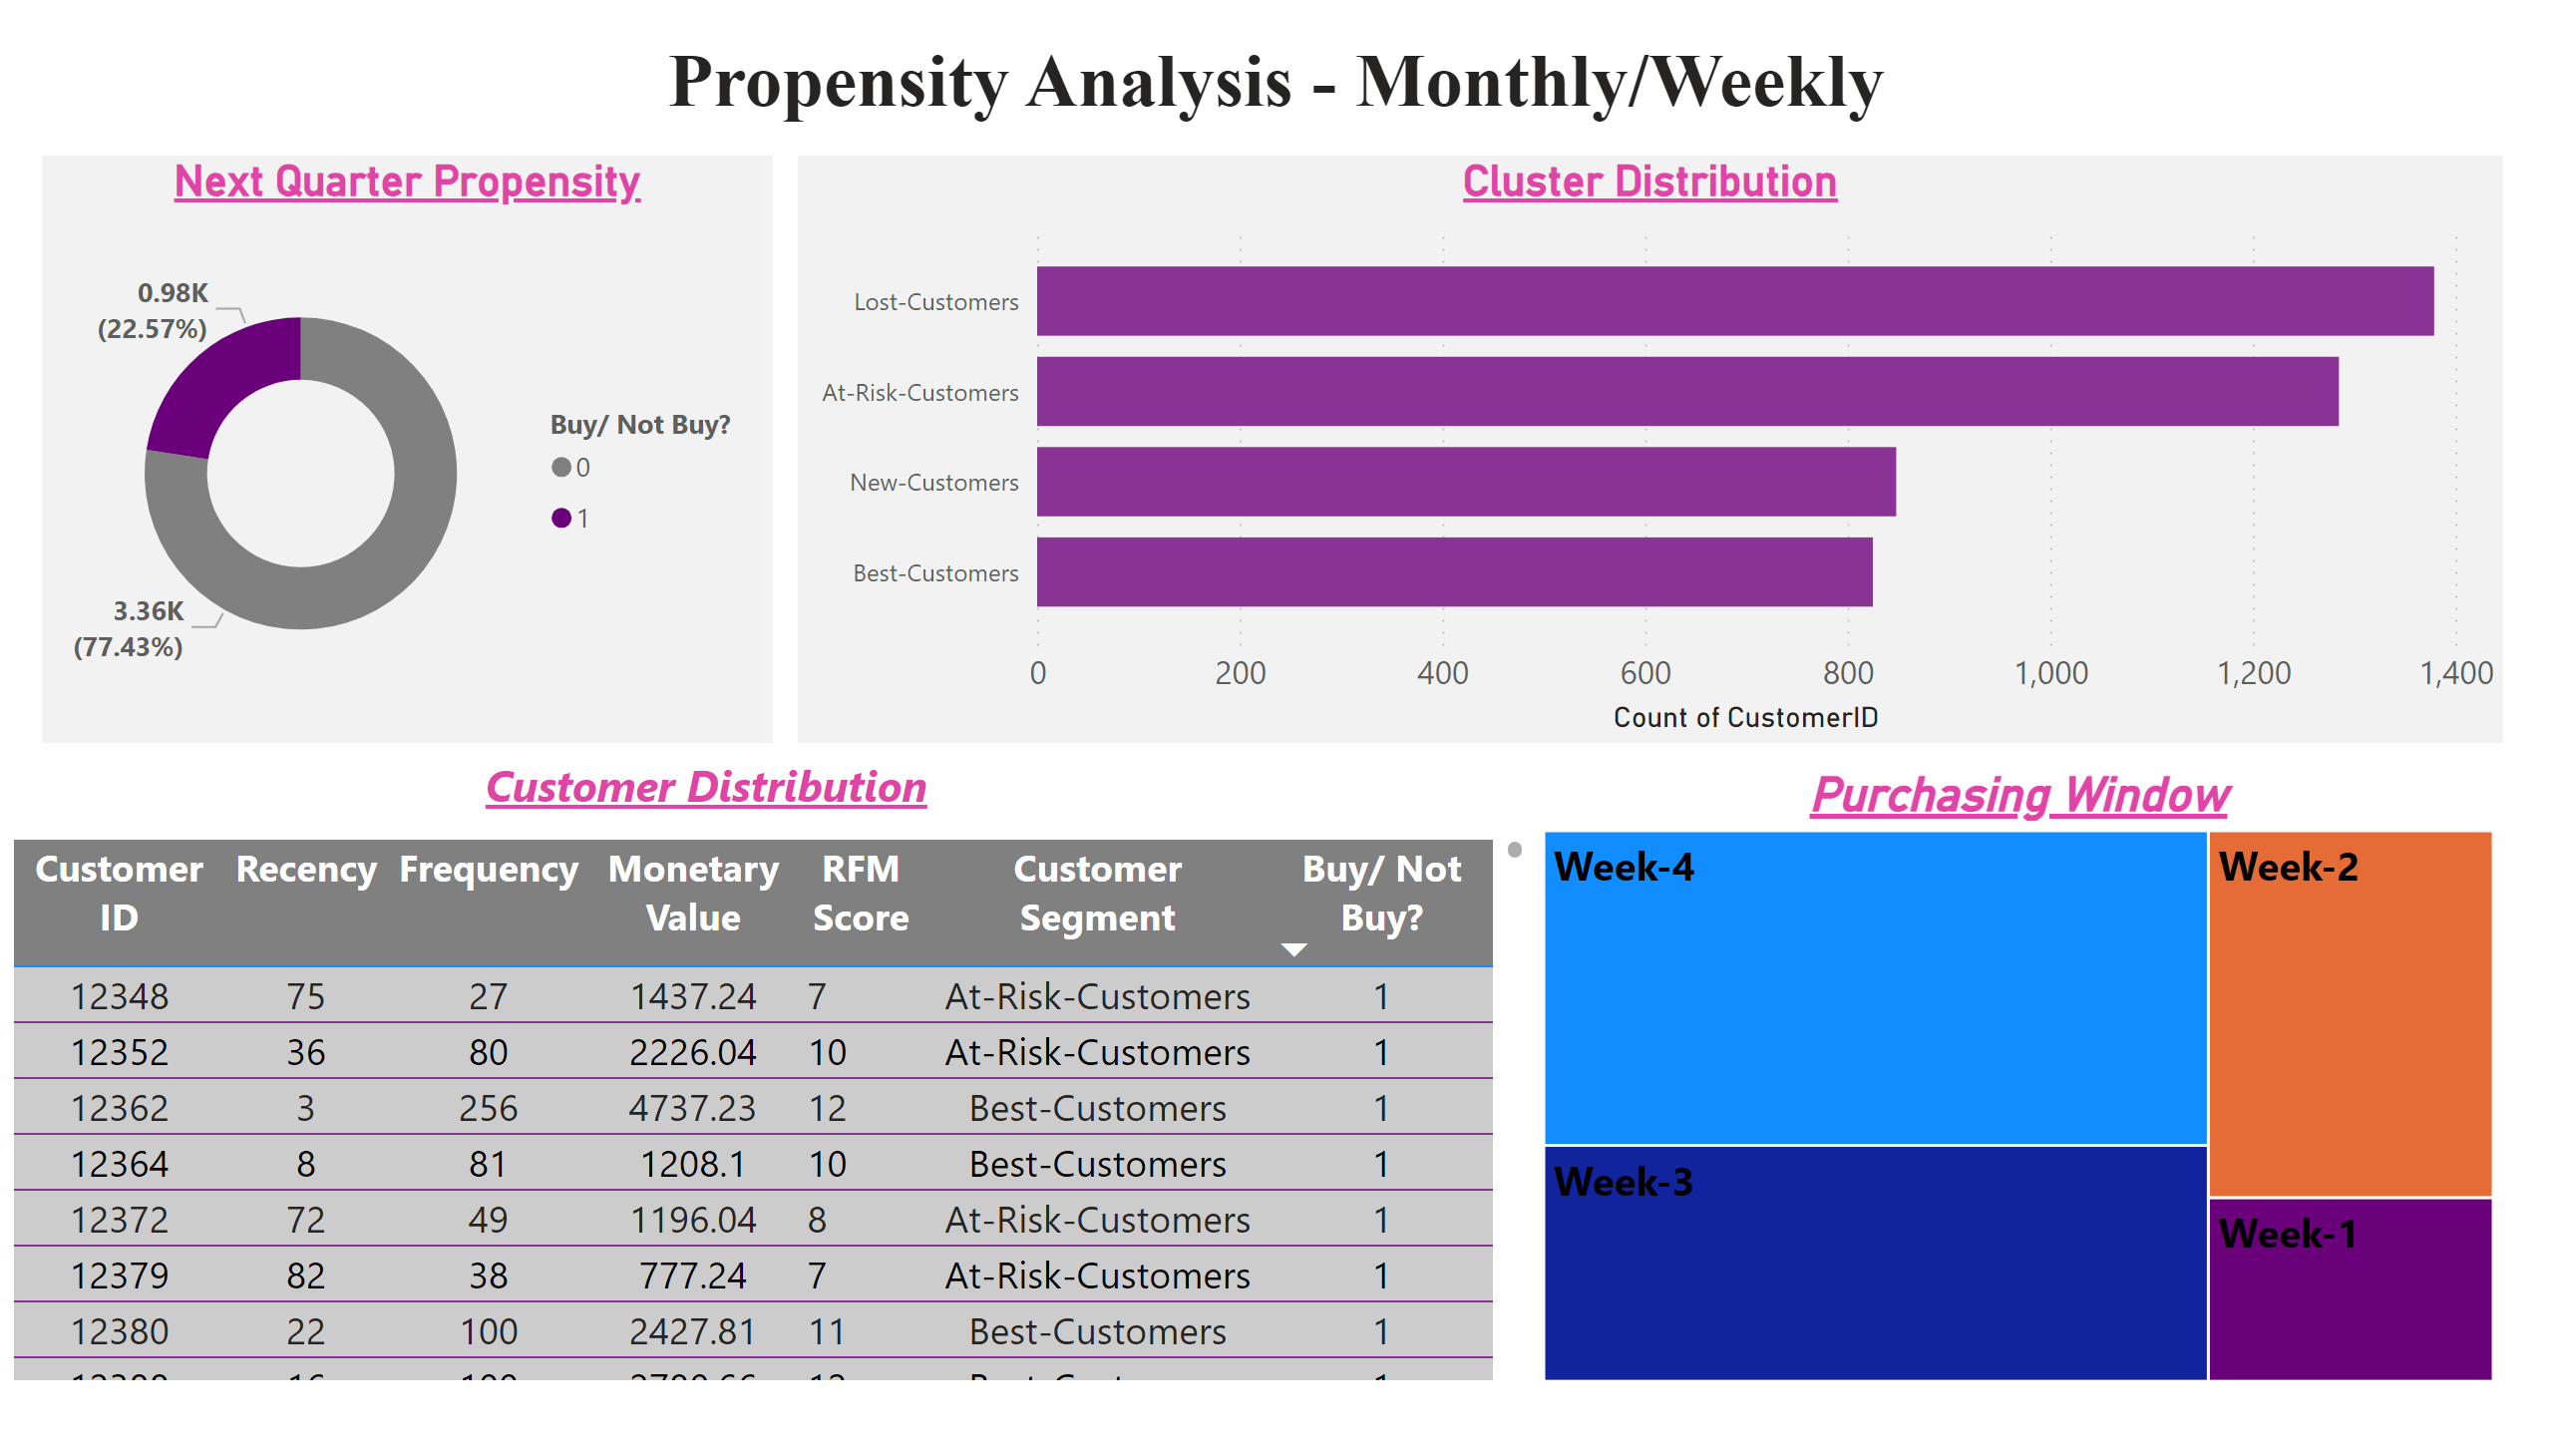 Propensity Analysis - Monthly/Weekly
Next Quarter Propensity
0.98K
(22.57%)
3.36K
(77.43%)
Buy/ Not Buy?
0
1
Cluster Distribution
Lost-Customers
At-Risk-Customers
New-Customers
Best-Customers
0 200 400 600 800 1,000 1,200 1,400
Count of CustomerID
Customer Distribution
Customer ID Recency Frequency Monetary Value RFM Score Customer Segment Buy/ Not Buy?
12348 75 27 1437.24 7 At-Risk-Customers 1
12352 36 80 2226.04 10 At-Risk-Customers 1
12362 3 256 4737.23 12 Best-Customers 1
12364 8 81 1208.1 10 Best-Customers 1
12372 72 49 1196.04 8 At-Risk-Customers 1
12379 82 38 777.24 7 At-Risk-Customers 1
12380 22 100 2427.81 11 Best-Customers 1
Purchasing Window
Week-4
Week-2
Week-3
Week-1